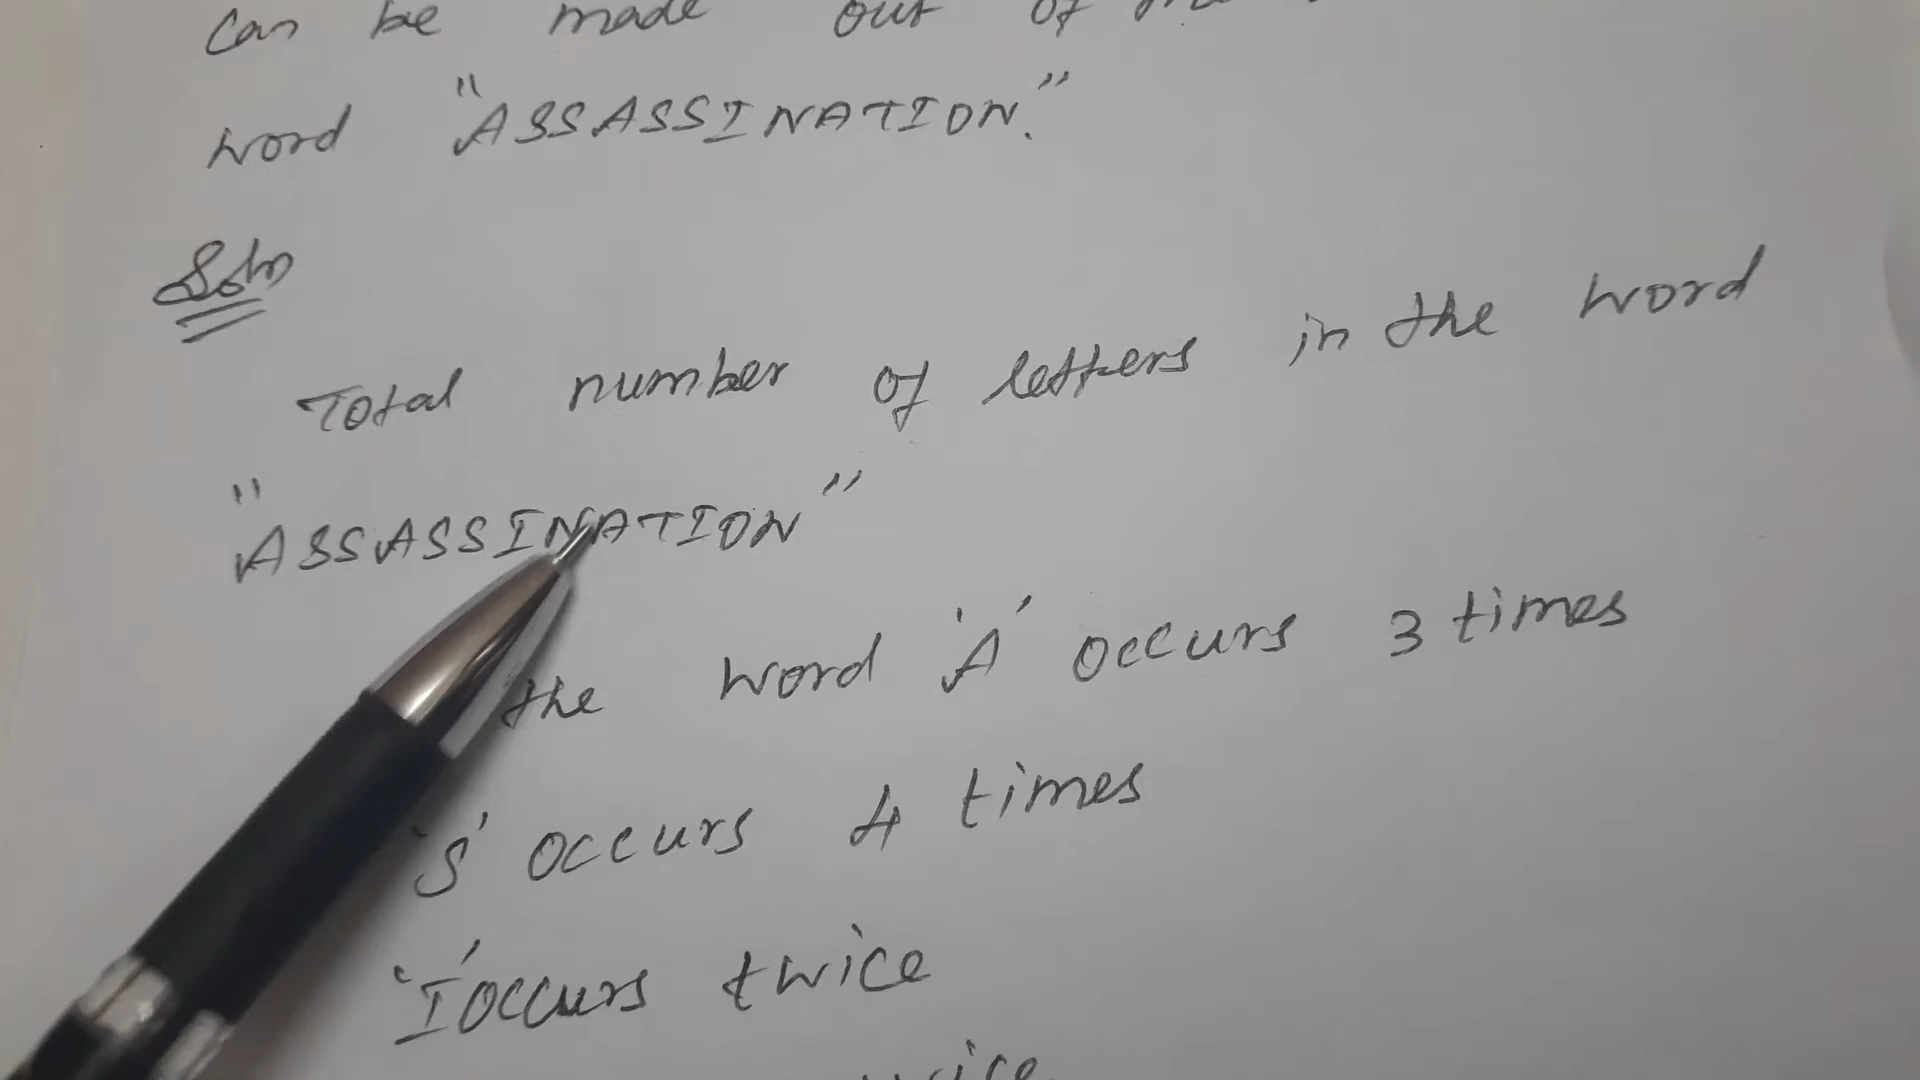 can be made out of
word "ASSASSINATION."
Soln
Total number of letters in the word
"ASSASSINATION"
the word 'A' occurs 3 times
'S' occurs 4 times
'I' occurs twice